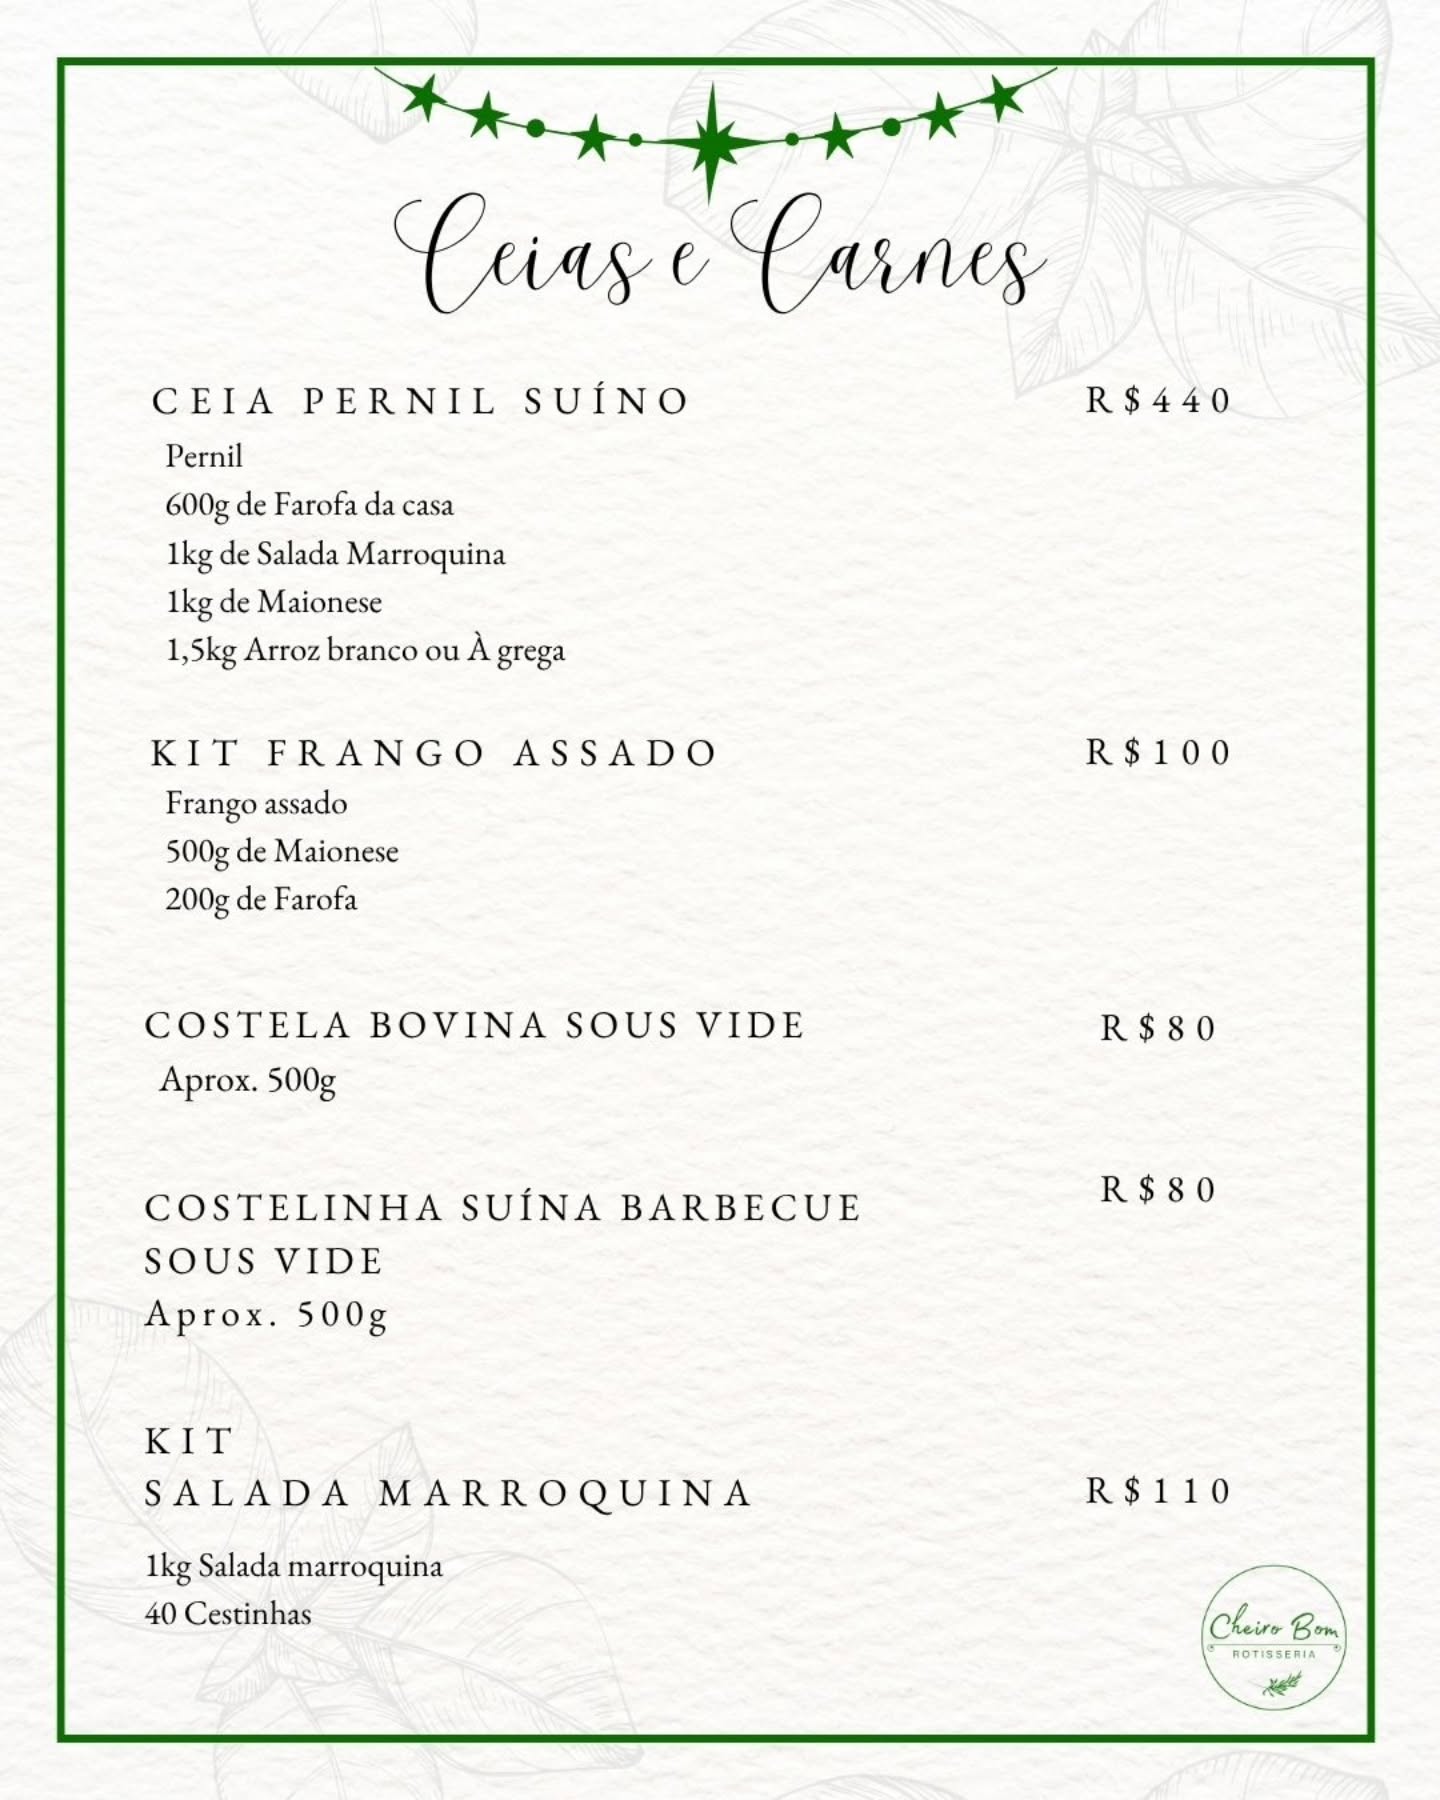 Ceias e Carnes
CEIA PERNIL SUÍNO R$440
Pernil
600g de Farofa da casa
1kg de Salada Marroquina
1kg de Maionese
1,5kg Arroz branco ou À grega
KIT FRANGO ASSADO R$100
Frango assado
500g de Maionese
200g de Farofa
COSTELA BOVINA SOUS VIDE R$80
Aprox. 500g
COSTELINHA SUÍNA BARBECUE R$80
SOUS VIDE
Aprox. 500g
KIT
SALADA MARROQUINA R$110
1kg Salada marroquina
40 Cestinhas
Cheiro Bom
ROTISSERIA